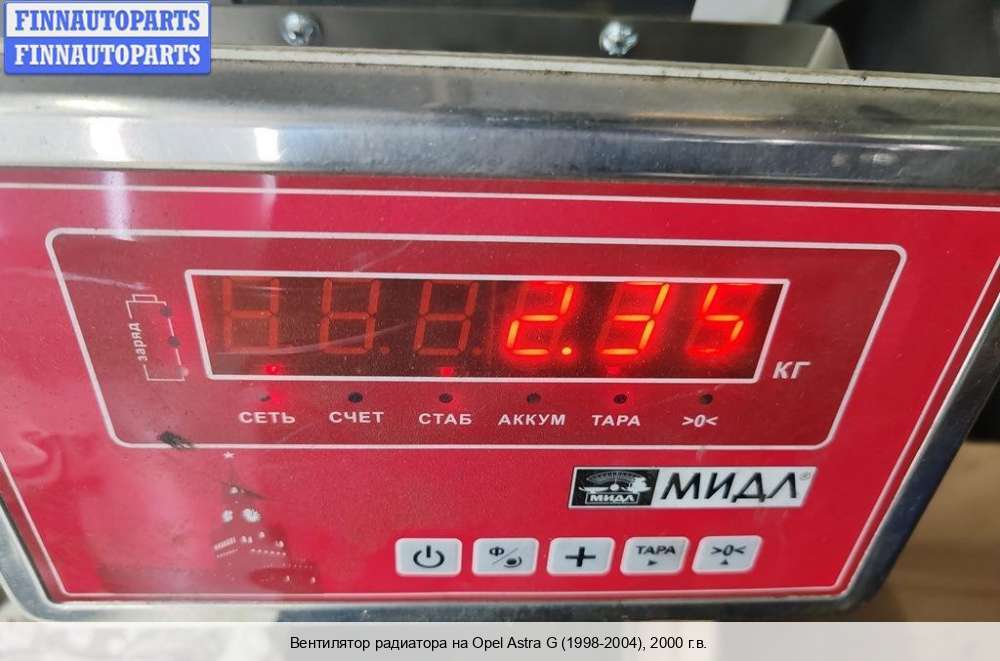 FINNAUTOPARTS
FINNAUTOPARTS
заряд
2.35
кг
СЕТЬ СЧЕТ СТАБ АККУМ ТАРА >0<
МИДЛ МИДЛ®
Ф ТАРА >0<
Вентилятор радиатора на Opel Astra G (1998-2004), 2000 г.в.